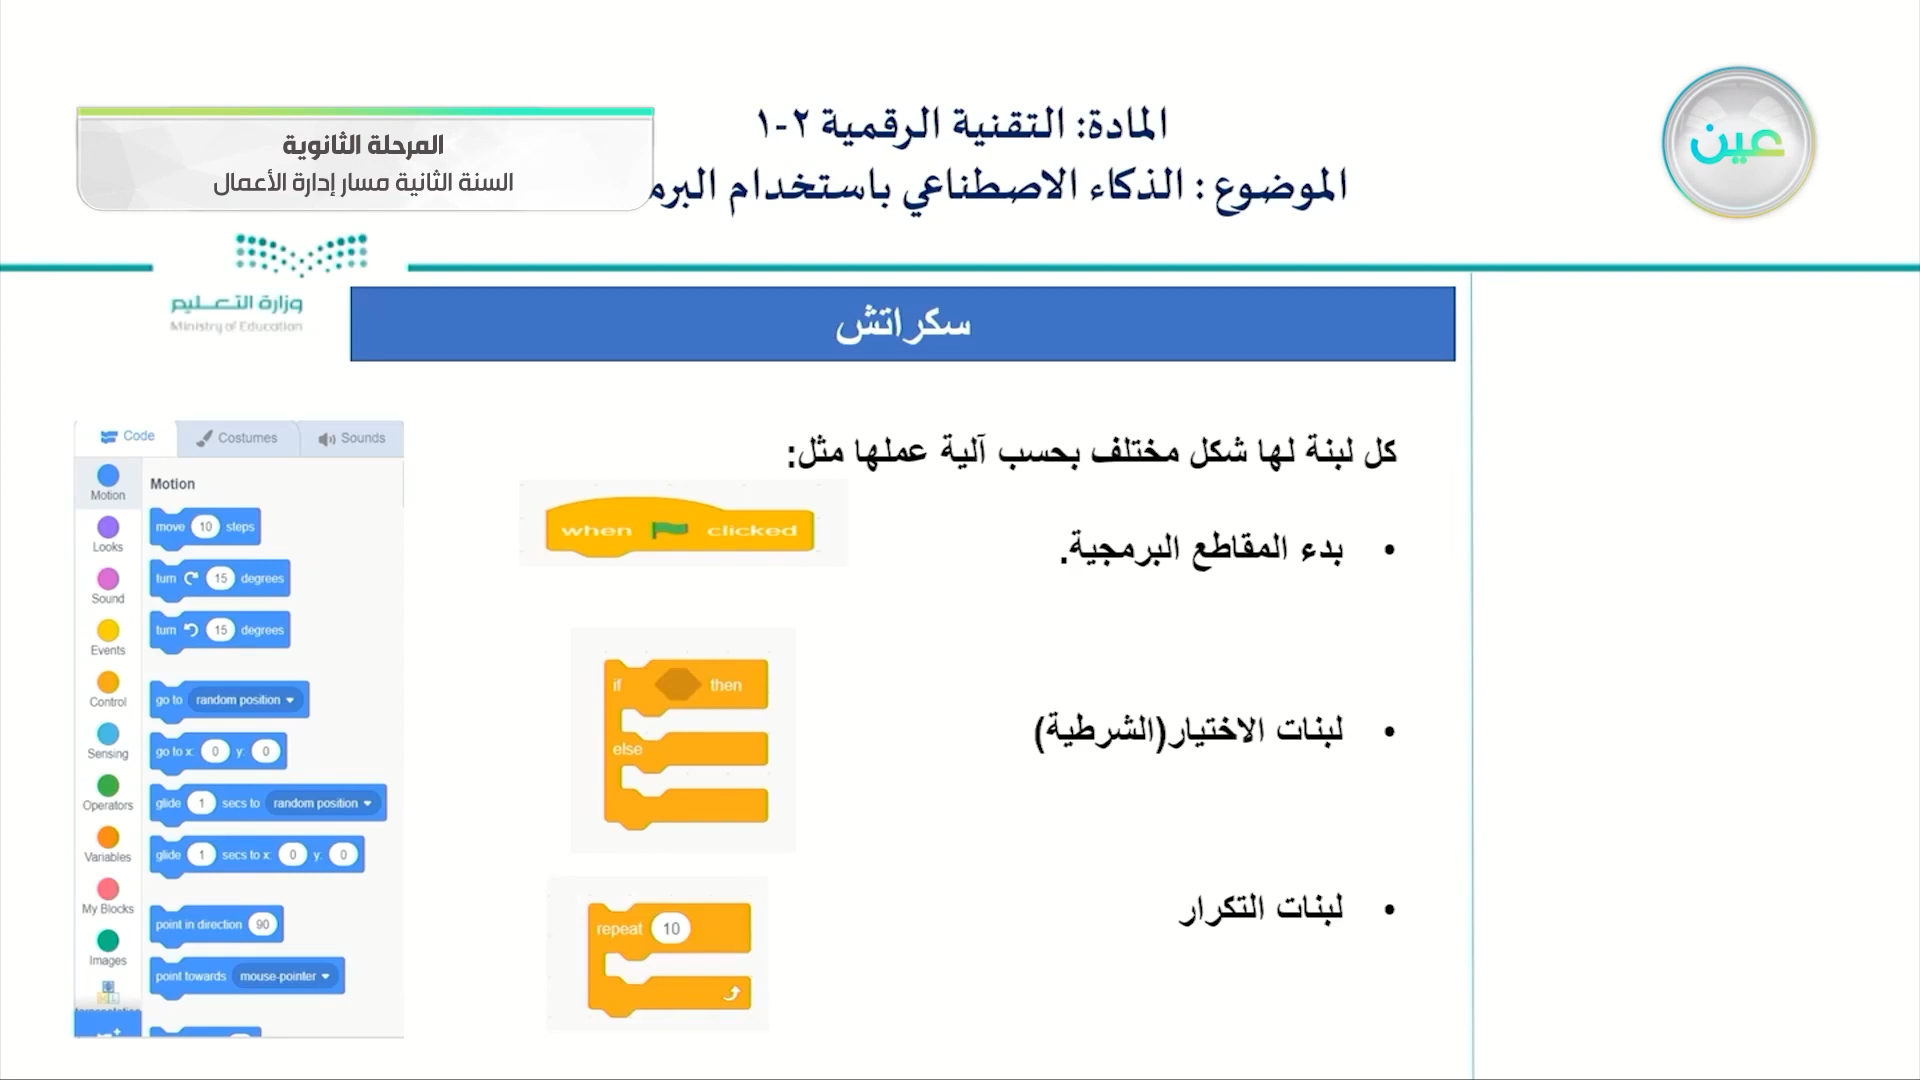 المادة: التقنية الرقمية ٢-١
الموضوع : الذكاء الاصطناعي باستخدام
المرحلة الثانوية
السنة الثانية مسار إدارة الأعمال
عين
وزارة التعليم
Ministry of Education
سكراتش
كل لبنة لها شكل مختلف بحسب آلية عملها مثل:
• بدء المقاطع البرمجية.
when clicked
• لبنات الاختيار(الشرطية)
if then
else
• لبنات التكرار
repeat 10
Code Costumes Sounds
Motion
Looks
Sound
Events
Control
Sensing
Operators
Variables
My Blocks
Images
Motion
move 10 steps
turn 15 degrees
turn 15 degrees
go to random position
go to x: 0 y: 0
glide 1 secs to random position
glide 1 secs to x: 0 y: 0
point in direction 90
point towards mouse-pointer